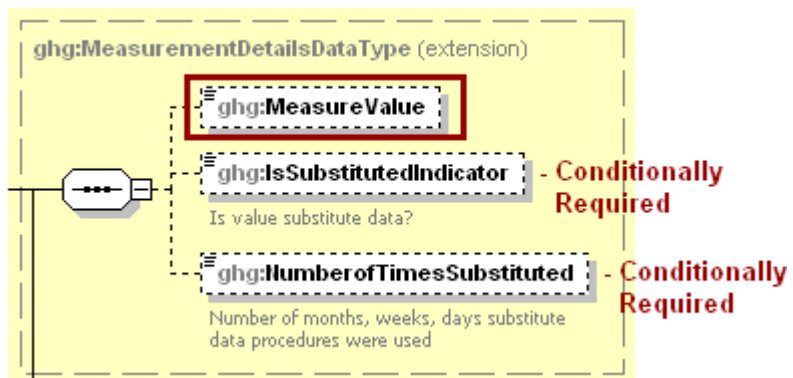 ghg:MeasurementDetailsDataType (extension)
ghg:MeasureValue
ghg:IsSubstitutedIndicator
- Conditionally
Required
Is value substitute data?
ghg:NumberofTimesSubstituted
- Conditionally
Required
Number of months, weeks, days substitute
data procedures were used